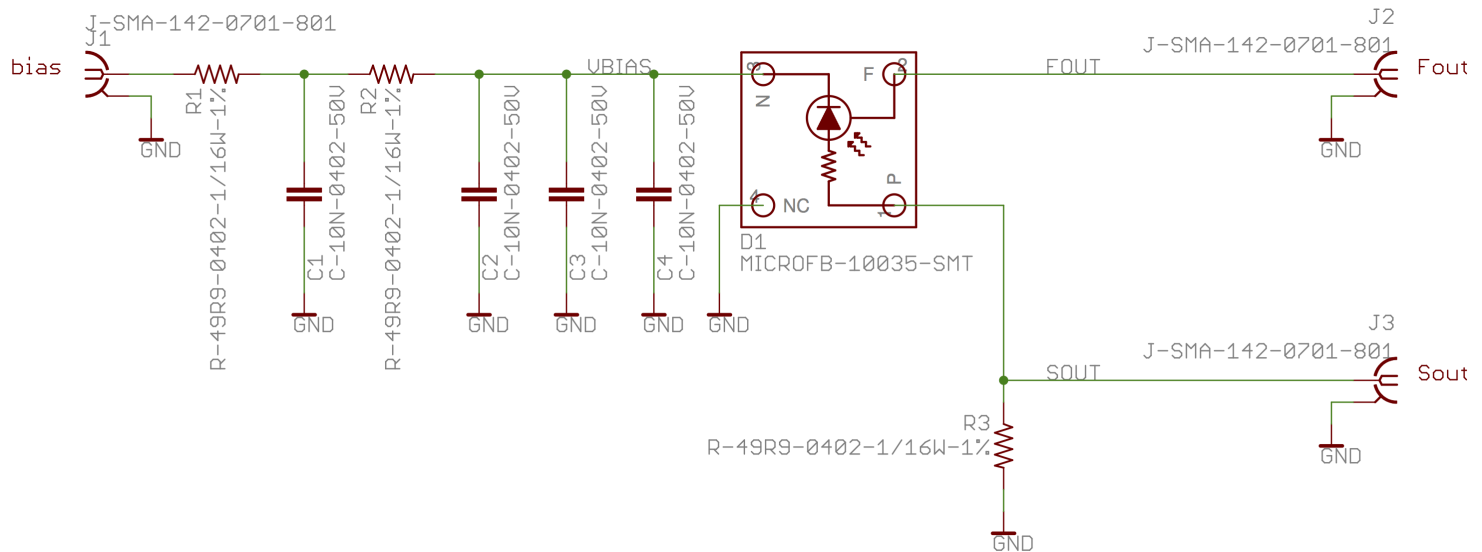 J-SMA-142-0701-801
J1
bias
R1
R-49R9-0402-1/16W-1%
C1
C-10N-0402-50V
R2
R-49R9-0402-1/16W-1%
C2
C-10N-0402-50V
C3
C-10N-0402-50V
C4
C-10N-0402-50V
VBIAS
3
N
F
2
4
NC
P
1
D1
MICROFB-10035-SMT
FOUT
J2
J-SMA-142-0701-801
Fout
GND
GND
GND
GND
GND
GND
GND
J3
J-SMA-142-0701-801
SOUT
Sout
R3
R-49R9-0402-1/16W-1%
GND
GND